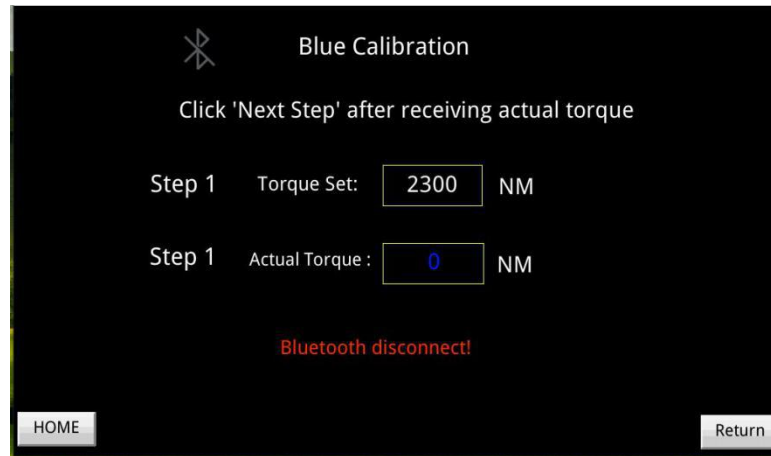 Blue Calibration
Click 'Next Step' after receiving actual torque
Step 1 Torque Set: 2300 NM
Step 1 Actual Torque : 0 NM
Bluetooth disconnect!
HOME
Return